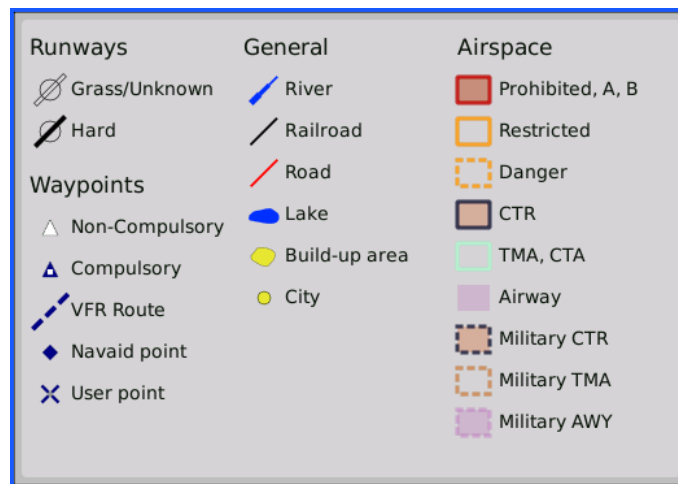 Runways
Grass/Unknown
Hard
Waypoints
Non-Compulsory
Compulsory
VFR Route
Navaid point
User point
General
River
Railroad
Road
Lake
Build-up area
City
Airspace
Prohibited, A, B
Restricted
Danger
CTR
TMA, CTA
Airway
Military CTR
Military TMA
Military AWY